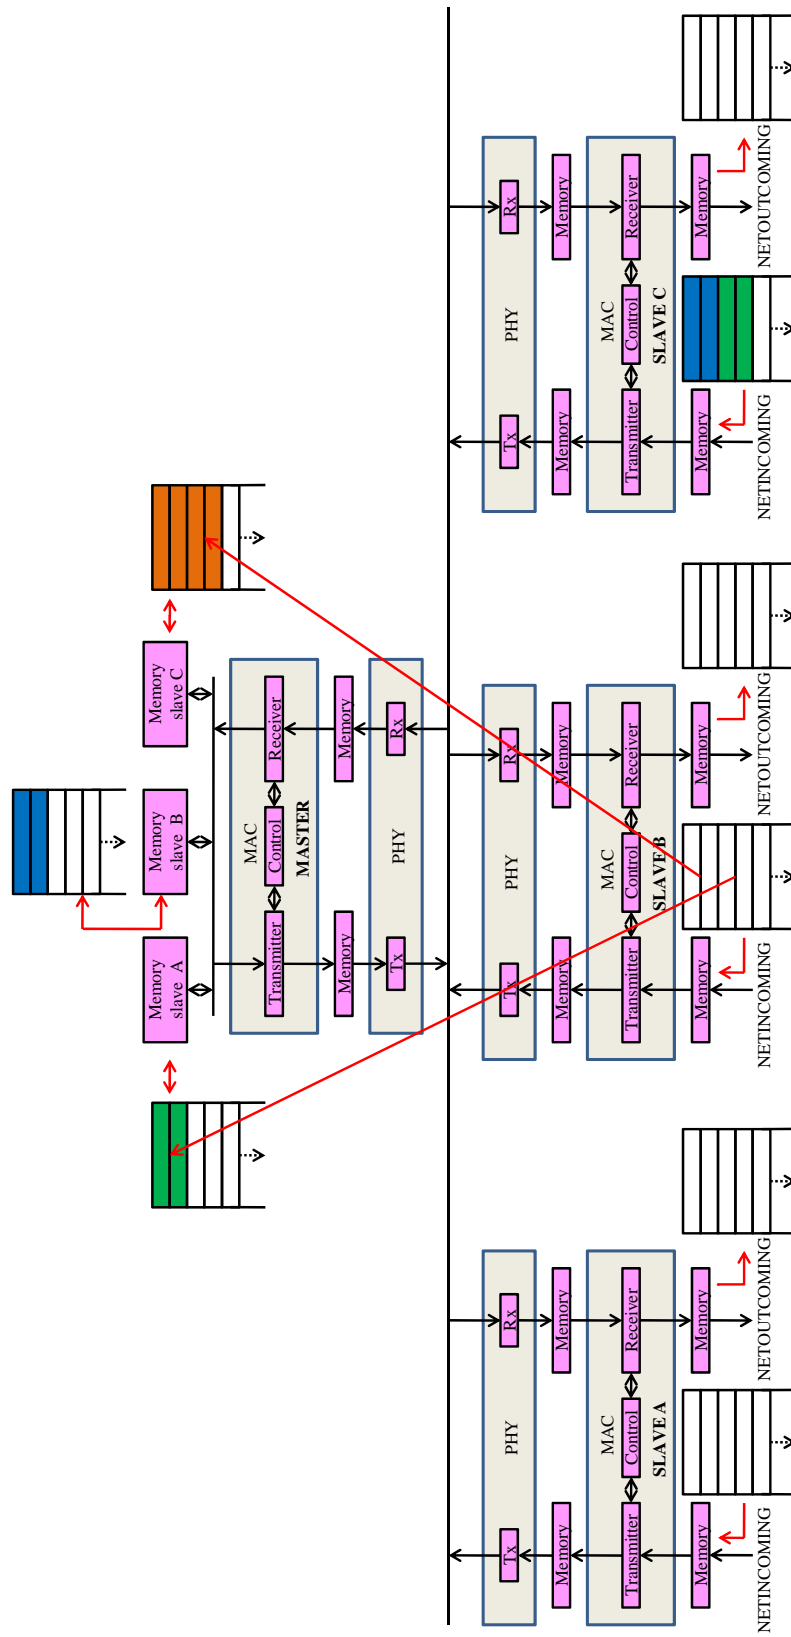 Memory
slave A
Memory
slave B
Memory
slave C
MAC
Transmitter
Control
Receiver
MASTER
Memory
Memory
Tx
PHY
Rx
Tx
PHY
Rx
Memory
Memory
MAC
Transmitter
Control
Receiver
SLAVE A
Memory
Memory
NETINCOMING
NETOUTCOMING
Tx
PHY
Rx
Memory
Memory
MAC
Transmitter
Control
Receiver
SLAVE B
Memory
Memory
NETINCOMING
NETOUTCOMING
Tx
PHY
Rx
Memory
Memory
MAC
Transmitter
Control
Receiver
SLAVE C
Memory
Memory
NETINCOMING
NETOUTCOMING